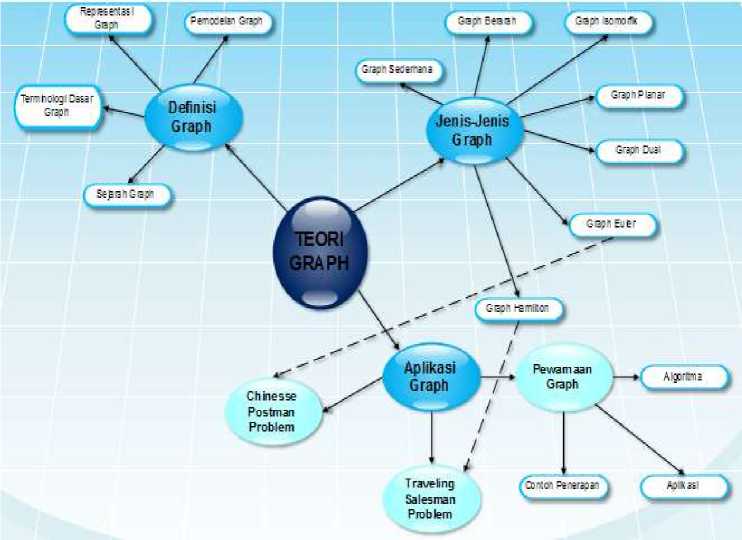 Representasi
Graph
Pemodelan Graph
Terminologi Dasar
Graph
Definisi
Graph
Sejarah Graph
Graph Berarah
Graph Isomorfik
Graph Sederhana
Graph Planar
Jenis-Jenis
Graph
Graph Dual
Graph Euler
TEORI
GRAPH
Graph Hamilton
Aplikasi
Graph
Pewarnaan
Graph
Algoritma
Chinesse
Postman
Problem
Traveling
Salesman
Problem
Contoh Penerapan
Aplikasi